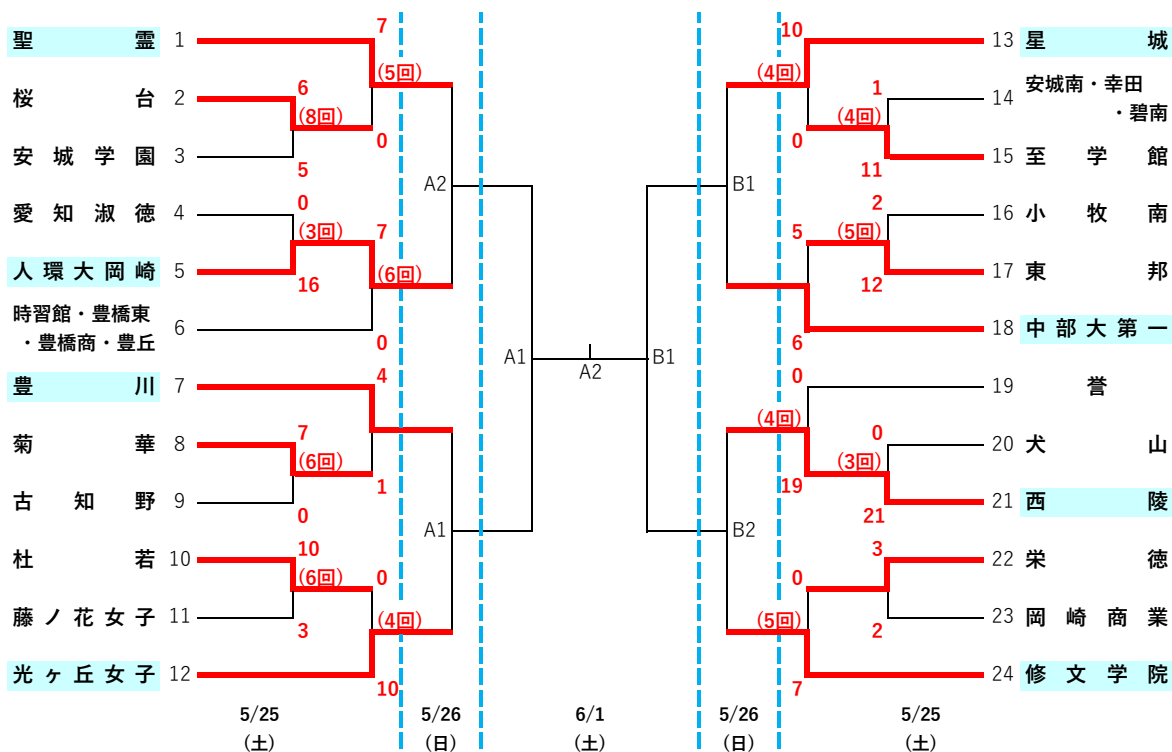 聖霊 1
7
(5回)
桜台 2
6
(8回)
0
安城学園 3
5
A2
愛知淑徳 4
0
(3回)
7
人環大岡崎 5
16
(6回)
時習館・豊橋東
・豊橋商・豊丘
6
0
A1
豊川 7
4
菊華 8
7
(6回)
1
古知野 9
0
A1
杜若 10
10
(6回)
0
藤ノ花女子 11
3
(4回)
光ヶ丘女子 12
10
A2
10
13 星城
(4回)
1
14
安城南・幸田
・碧南
(4回)
0
15 至学館
11
B1
2
16 小牧南
5
(5回)
17 東邦
12
18 中部大第一
6
B1
0
19 誉
(4回)
0
20 犬山
(3回)
19
21 西陵
21
B2
3
22 栄徳
0
23 岡崎商業
(5回)
2
24 修文学院
7
5/25
(土)
5/26
(日)
6/1
(土)
5/26
(日)
5/25
(土)